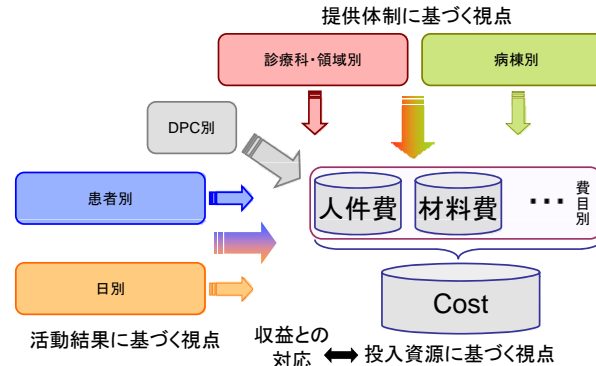 提供体制に基づく視点
診療科・領域別
病棟別
DPC別
患者別
人件費
材料費
…
費目別
日別
Cost
活動結果に基づく視点
収益との
対応
投入資源に基づく視点